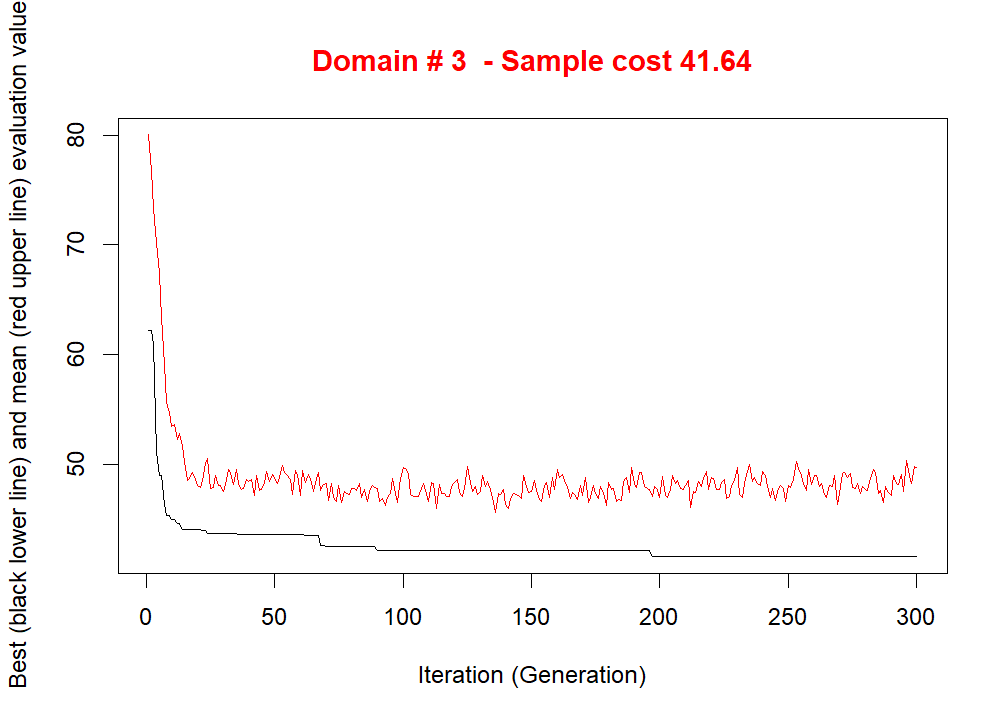 Domain # 3  - Sample cost 41.64
Best (black lower line) and mean (red upper line) evaluation value
80
70
60
50
0 50 100 150 200 250 300
Iteration (Generation)